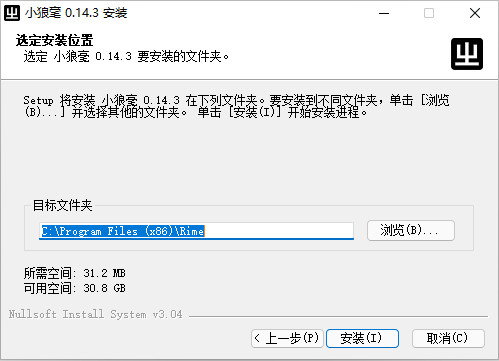 小狼毫 0.14.3 安装
选定安装位置
选定 小狼毫 0.14.3 要安装的文件夹。
Setup 将安装 小狼毫 0.14.3 在下列文件夹。要安装到不同文件夹，单击 [浏览
(B)...] 并选择其他的文件夹。 单击 [安装(I)] 开始安装进程。
目标文件夹
C:\Program Files (x86)\Rime
浏览(B)...
所需空间: 31.2 MB
可用空间: 30.8 GB
Nullsoft Install System v3.04
< 上一步(P)
安装(I)
取消(C)